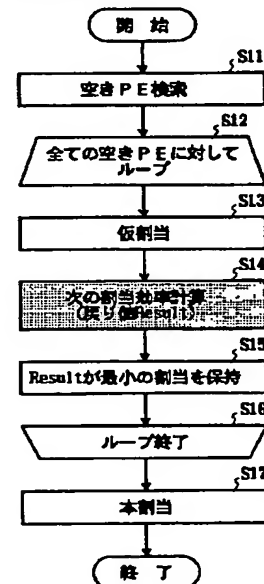 開 始
S11
空きPE検索
S12
全ての空きPEに対して
ループ
S13
仮割当
S14
次の割当効率計算
(戻り値Result)
S15
Resultが最小の割当を保持
S16
ループ終了
S17
本割当
終 了